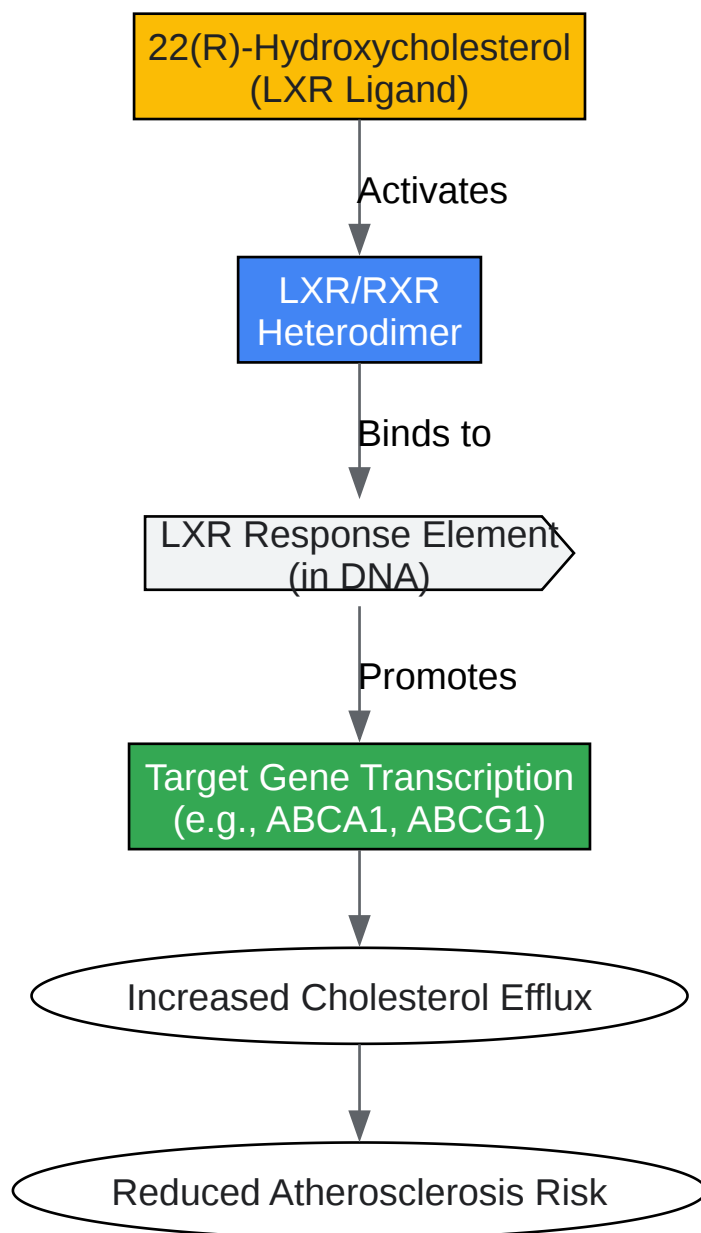 22(R)-Hydroxycholesterol
(LXR Ligand)
Activates
LXR/RXR
Heterodimer
Binds to
LXR Response Element
(in DNA)
Promotes
Target Gene Transcription
(e.g., ABCA1, ABCG1)
Increased Cholesterol Efflux
Reduced Atherosclerosis Risk